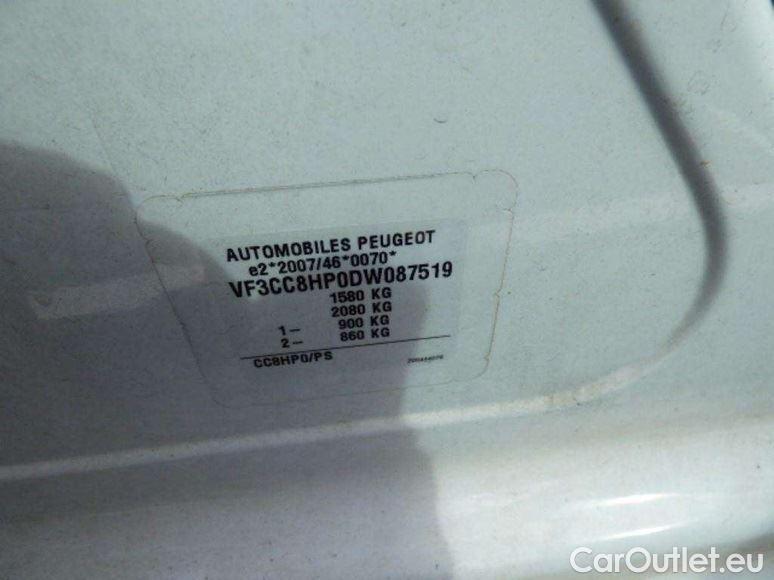 AUTOMOBILES PEUGEOT
e2*2007/46*0070*
VF3CC8HP0DW087519
1580 KG
2080 KG
1– 900 KG
2– 860 KG
CC8HP0/PS
CarOutlet.eu